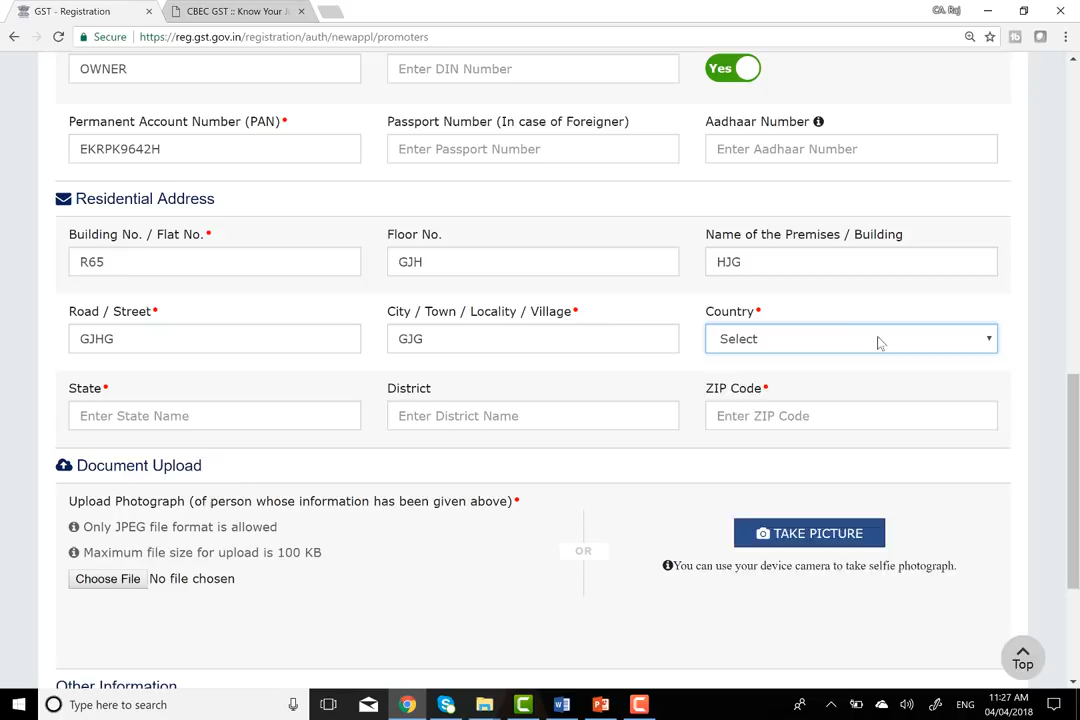 GST - Registration
CBEC GST :: Know Your J
CA. Raj
Secure
https://reg.gst.gov.in/registration/auth/newappl/promoters
OWNER
Enter DIN Number
Yes
Permanent Account Number (PAN)•
Passport Number (In case of Foreigner)
Aadhaar Number
EKRPK9642H
Enter Passport Number
Enter Aadhaar Number
Residential Address
Building No. / Flat No.•
Floor No.
Name of the Premises / Building
R65
GJH
HJG
Road / Street•
City / Town / Locality / Village•
Country•
GJHG
GJG
Select
State•
District
ZIP Code•
Enter State Name
Enter District Name
Enter ZIP Code
Document Upload
Upload Photograph (of person whose information has been given above)•
Only JPEG file format is allowed
Maximum file size for upload is 100 KB
Choose File No file chosen
OR
TAKE PICTURE
You can use your device camera to take selfie photograph.
Top
Other Information
Type here to search
ENG
11:27 AM
04/04/2018